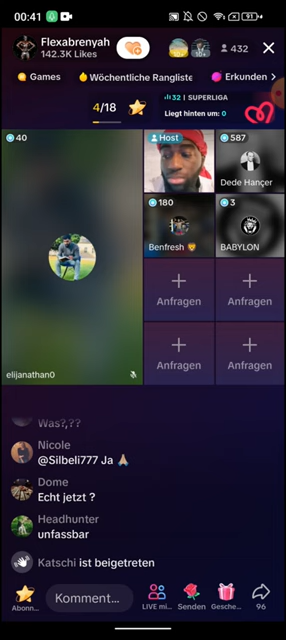 00:41
91
Flexabrenyah
142.3K Likes
432
Games
Wöchentliche Rangliste
Erkunden
4/18
32 | SUPERLIGA
Liegt hinten um: 0
40
Host
587
Dede Hançer
180
3
Benfresh
BABYLON
+ Anfragen
+ Anfragen
+ Anfragen
+ Anfragen
elijanathan0
Was?,??
Nicole
@Silbeli777 Ja
Dome
Echt jetzt ?
Headhunter
unfassbar
Katschi ist beigetreten
Komment...
Abonn...
LIVE mi...
Senden
Gesche...
96